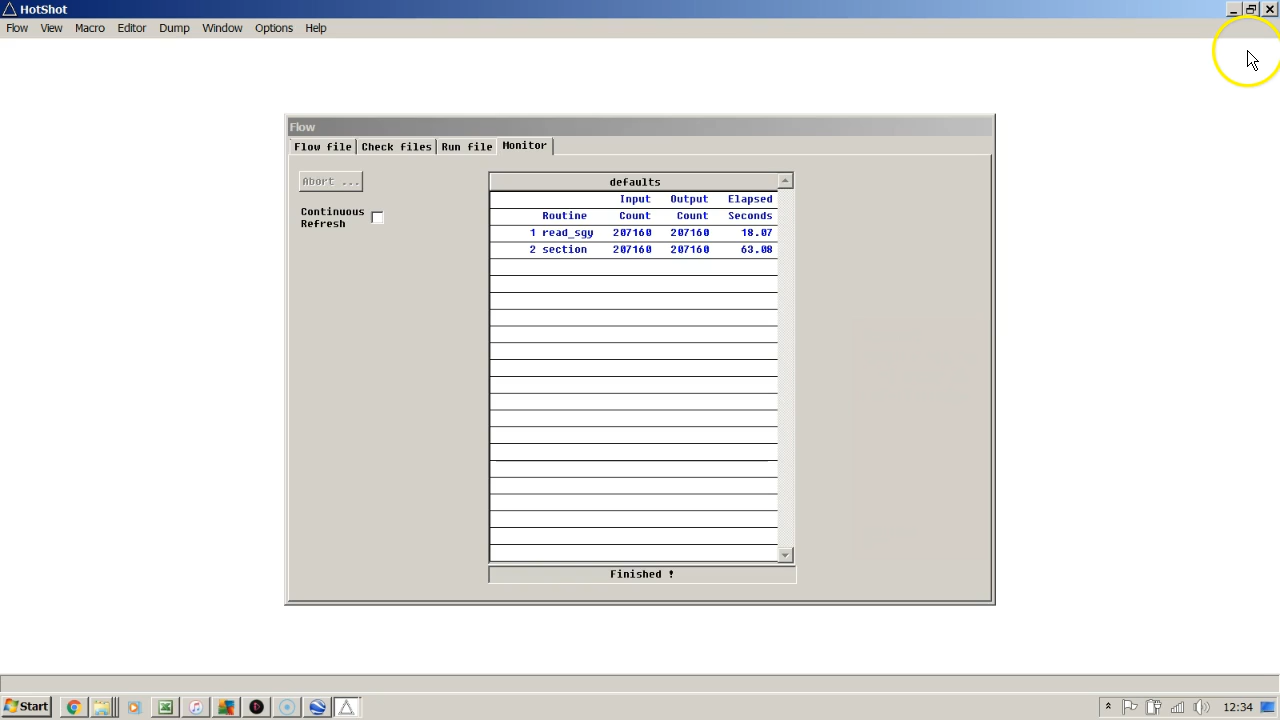 HotShot
Flow View Macro Editor Dump Window Options Help
Flow
Flow file Check files Run file Monitor
Abort ...
Continuous
Refresh
defaults
Input Output Elapsed
Routine Count Count Seconds
1 read_sgy 207160 207160 18.07
2 section 207160 207160 63.08
Finished !
Start
12:34